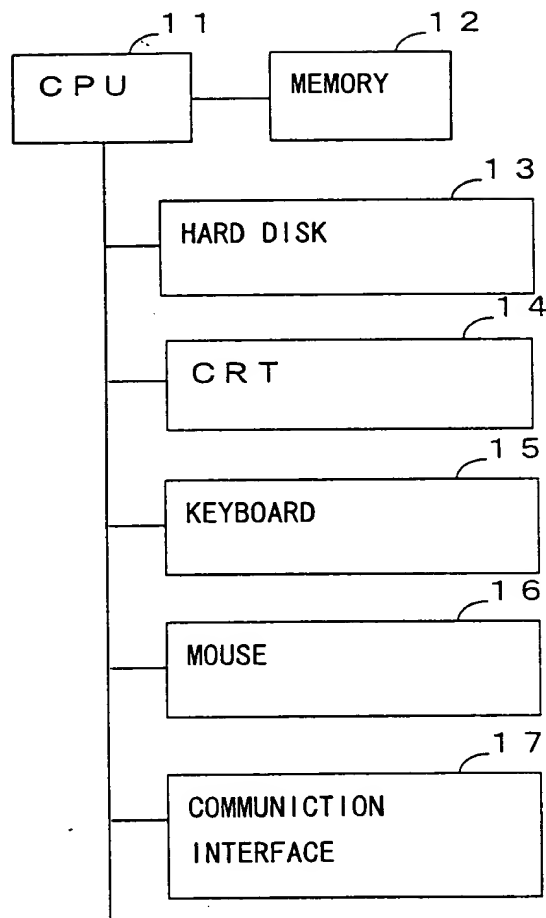 11
CPU
12
MEMORY
13
HARD DISK
14
CRT
15
KEYBOARD
16
MOUSE
17
COMMUNICTION
INTERFACE